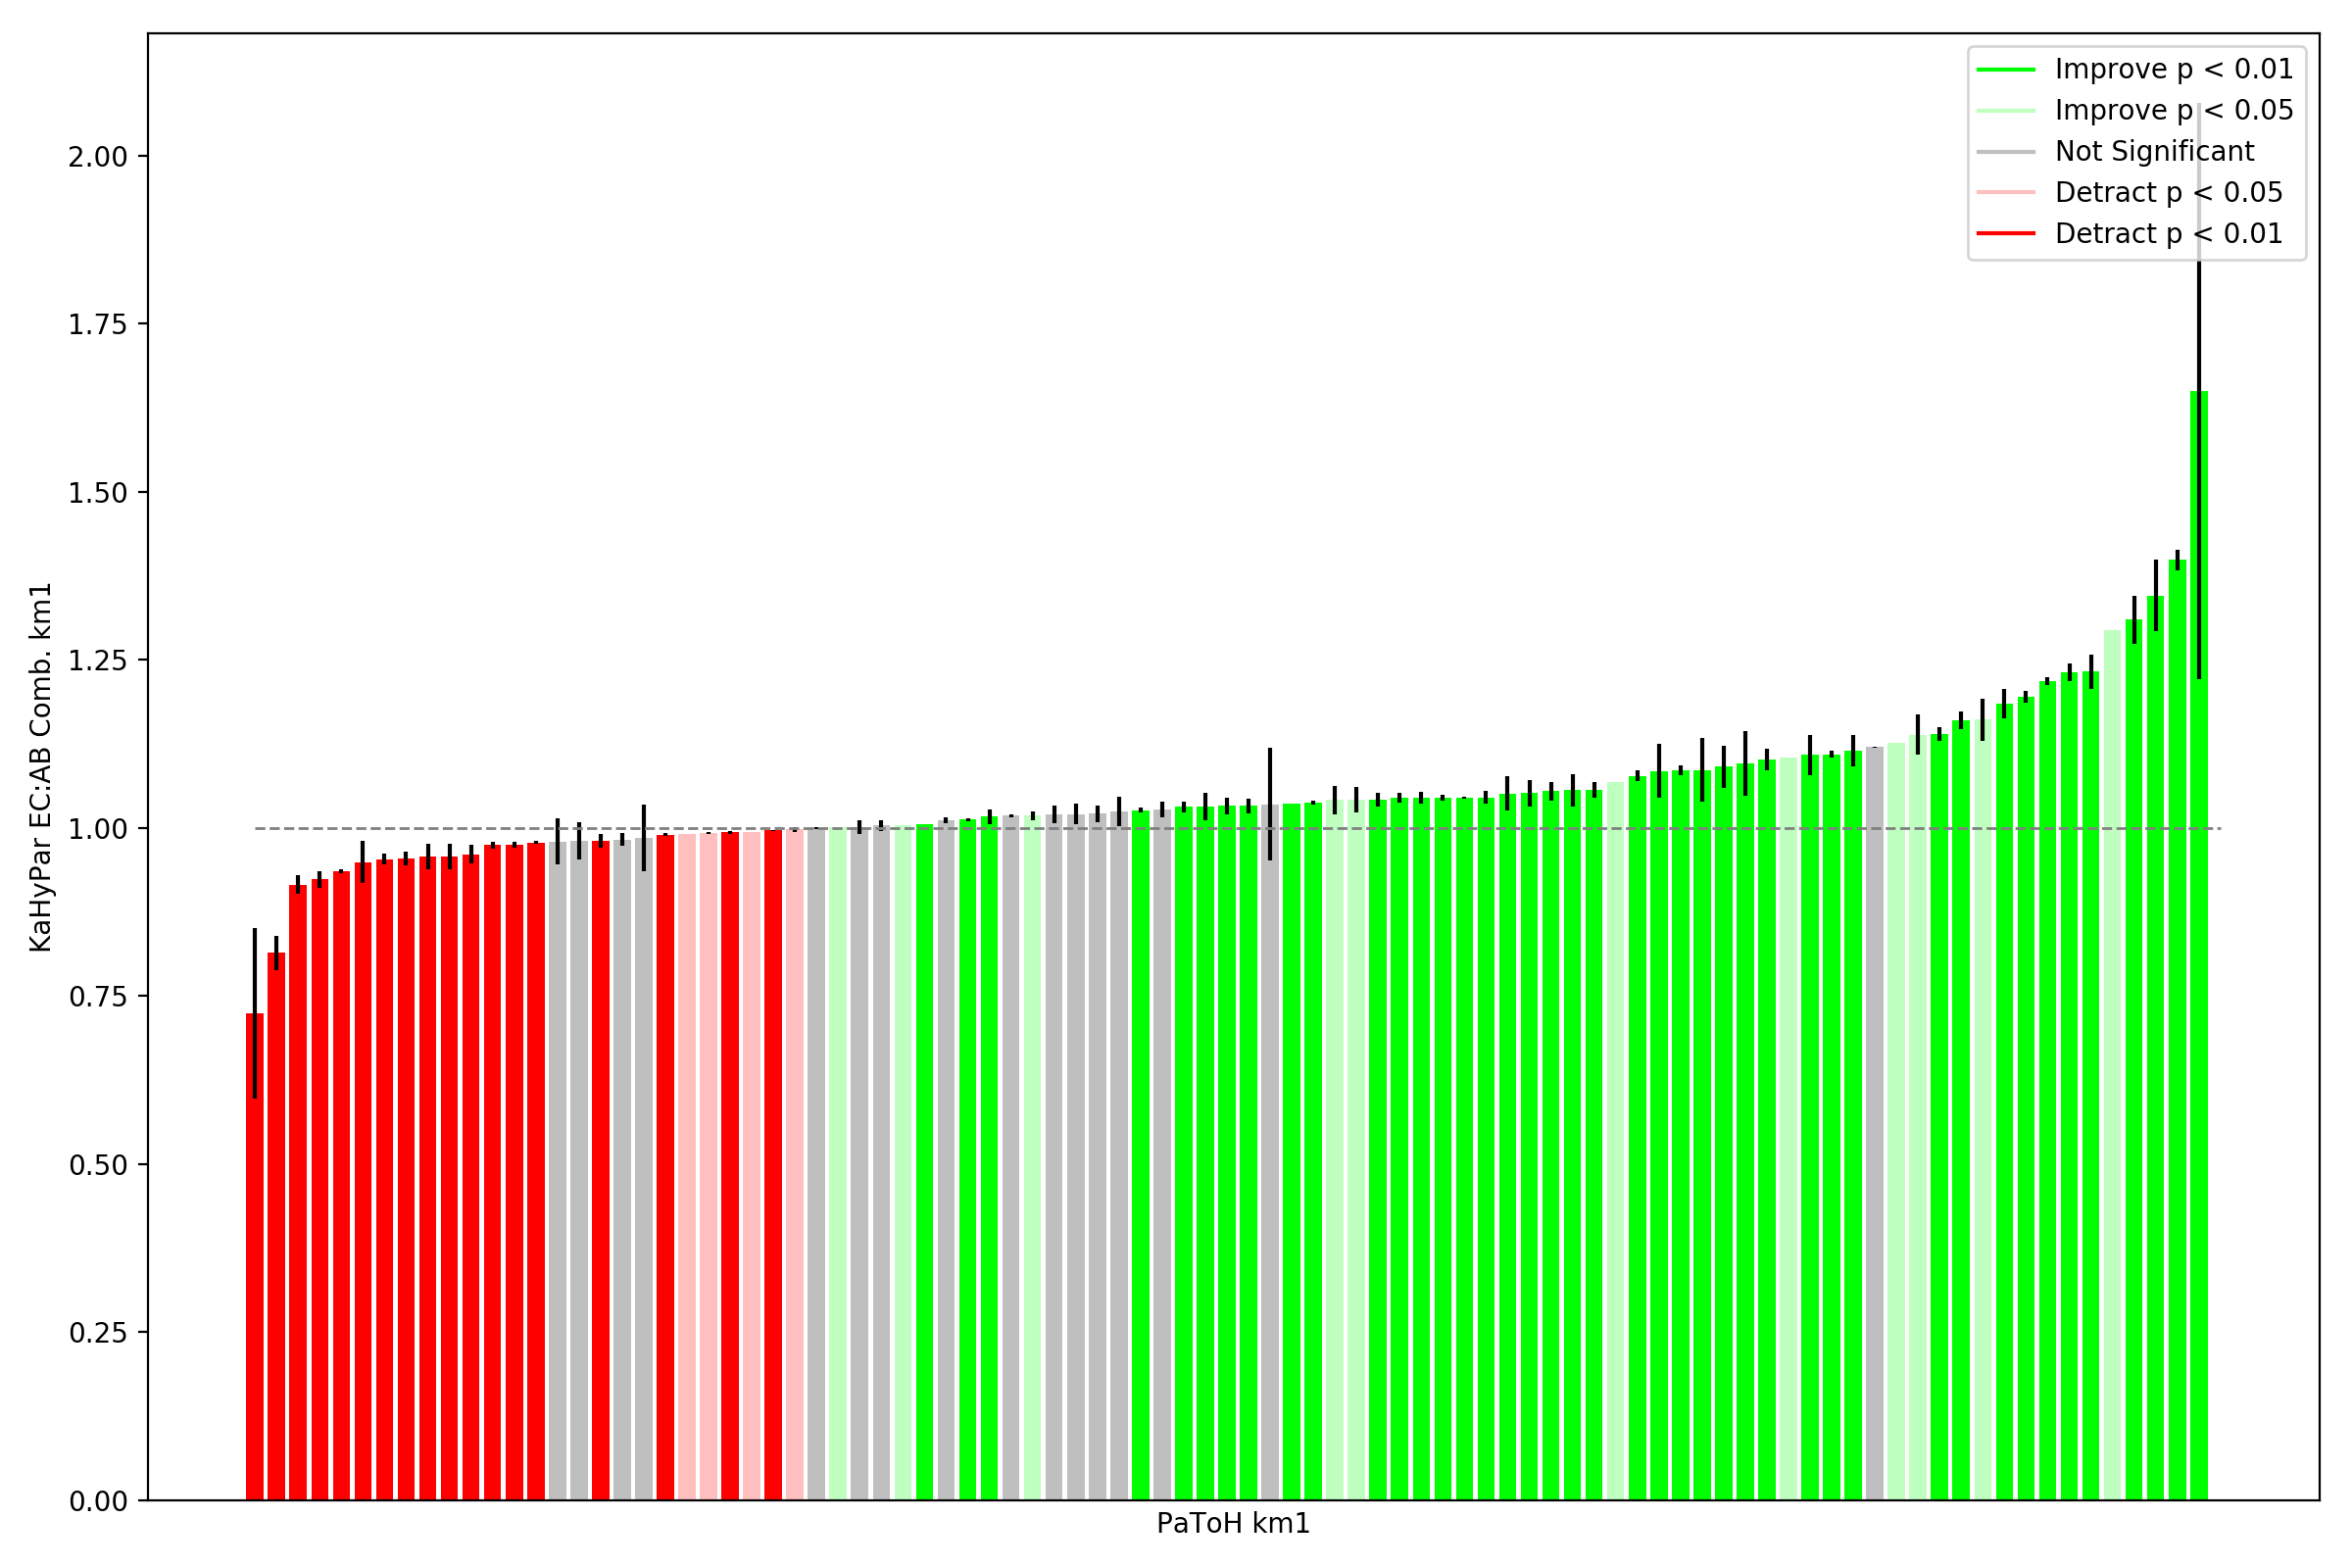 Improve p < 0.01
Improve p < 0.05
Not Significant
Detract p < 0.05
Detract p < 0.01
2.00
1.75
1.50
1.25
1.00
0.75
0.50
0.25
0.00
KaHyPar EC:AB Comb. km1
PaToH km1